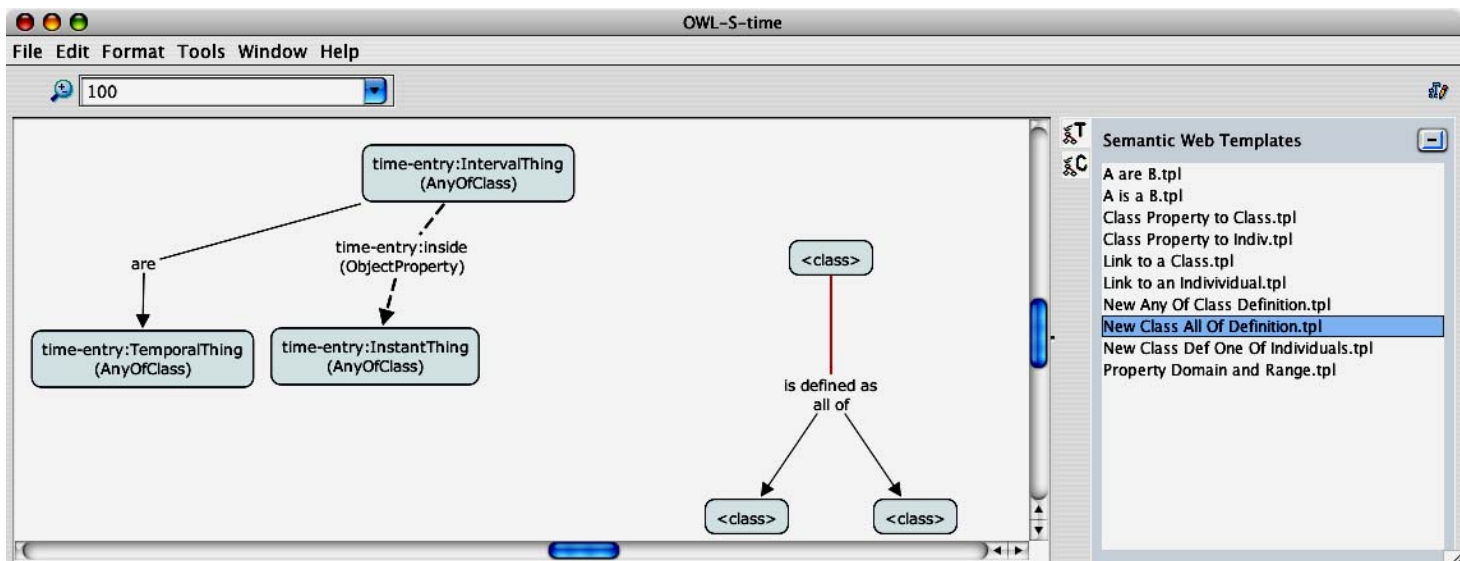 OWL-S-time
File Edit Format Tools Window Help
100
time-entry:IntervalThing
(AnyOfClass)
are
time-entry:inside
(ObjectProperty)
time-entry:TemporalThing
(AnyOfClass)
time-entry:InstantThing
(AnyOfClass)
<class>
is defined as
all of
<class>
<class>
T
C
Semantic Web Templates
A are B.tpl
A is a B.tpl
Class Property to Class.tpl
Class Property to Indiv.tpl
Link to a Class.tpl
Link to an Indivividual.tpl
New Any Of Class Definition.tpl
New Class All Of Definition.tpl
New Class Def One Of Individuals.tpl
Property Domain and Range.tpl